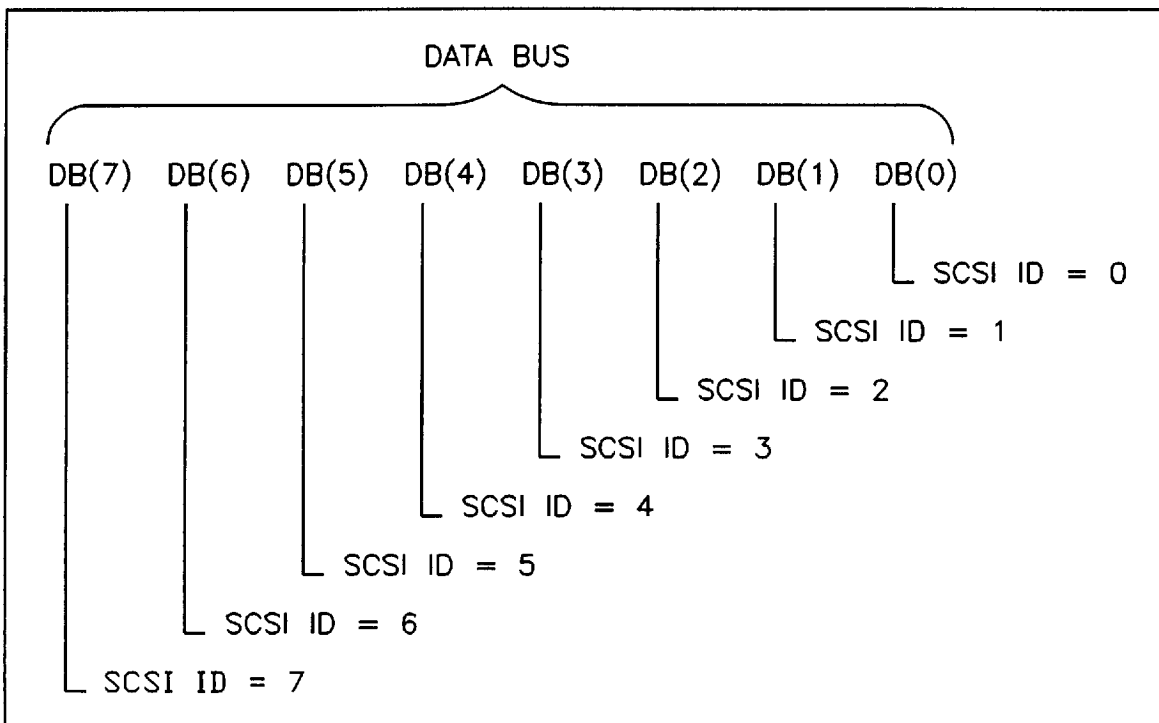 DATA BUS
DB(7) DB(6) DB(5) DB(4) DB(3) DB(2) DB(1) DB(0)
SCSI ID = 0
SCSI ID = 1
SCSI ID = 2
SCSI ID = 3
SCSI ID = 4
SCSI ID = 5
SCSI ID = 6
SCSI ID = 7